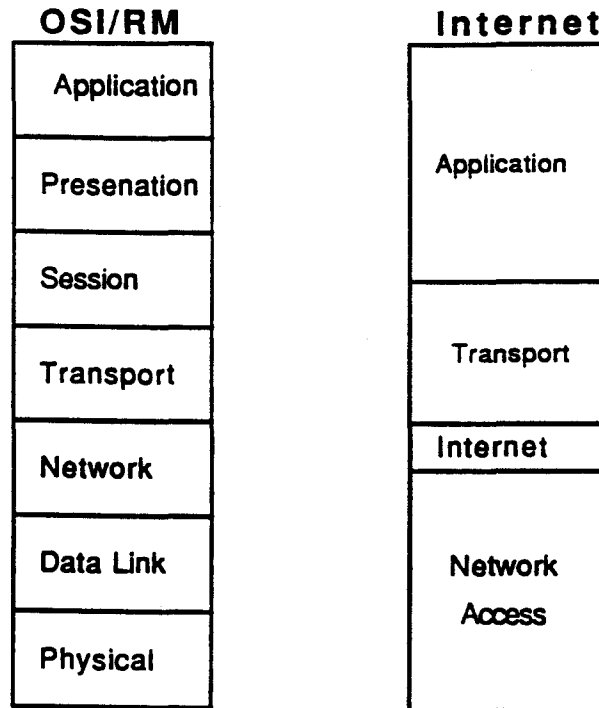 OSI/RM
Application
Presenation
Session
Transport
Network
Data Link
Physical
Internet
Application
Transport
Internet
Network
Access